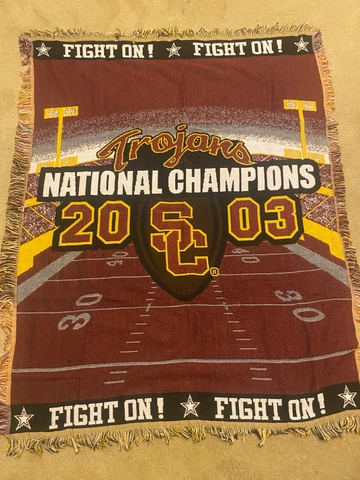 FIGHT ON! FIGHT ON!
Trojans
NATIONAL CHAMPIONS
20 SC 03
®
30 30
FIGHT ON! FIGHT ON!